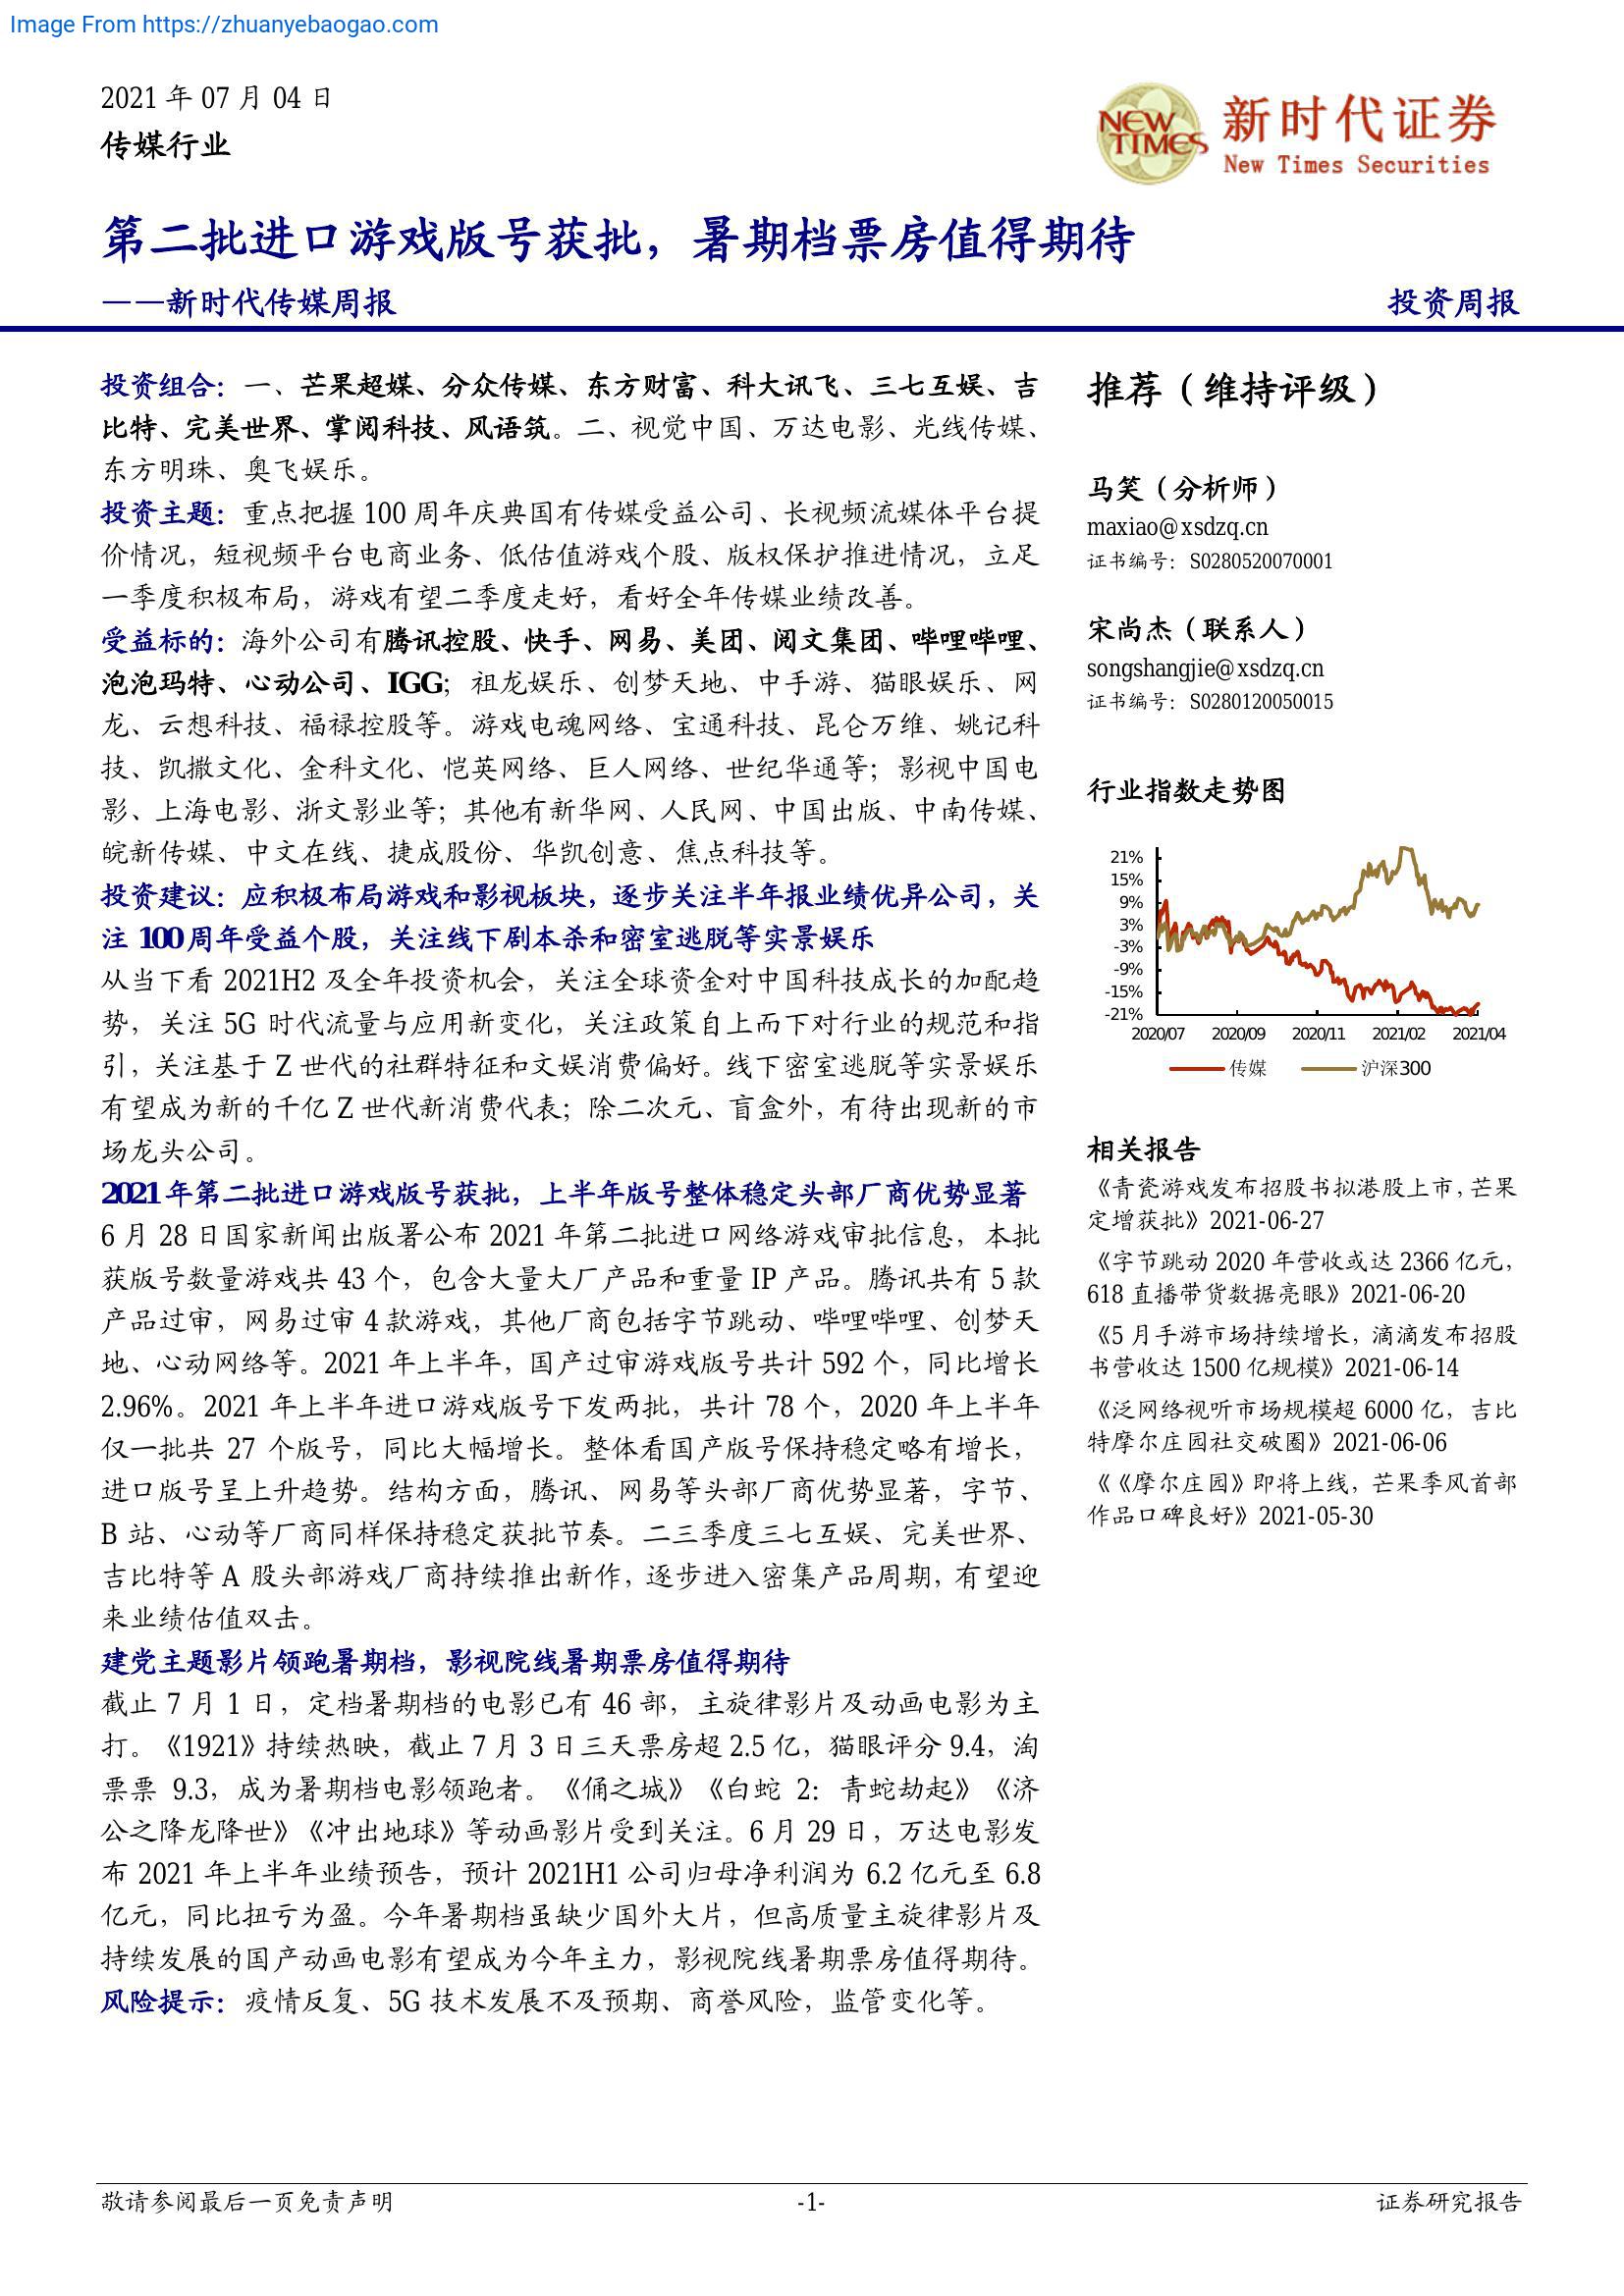 Image From https://zhuanyebaogao.com
2021 年 07 月 04 日
传媒行业
NEW TIMES
新时代证券
New Times Securities
第二批进口游戏版号获批，暑期档票房值得期待
——新时代传媒周报
投资周报
投资组合：一、芒果超媒、分众传媒、东方财富、科大讯飞、三七互娱、吉
比特、完美世界、掌阅科技、风语筑。二、视觉中国、万达电影、光线传媒、
东方明珠、奥飞娱乐。
投资主题：重点把握 100 周年庆典国有传媒受益公司、长视频流媒体平台提
价情况，短视频平台电商业务、低估值游戏个股、版权保护推进情况，立足
一季度积极布局，游戏有望二季度走好，看好全年传媒业绩改善。
受益标的：海外公司有腾讯控股、快手、网易、美团、阅文集团、哔哩哔哩、
泡泡玛特、心动公司、IGG；祖龙娱乐、创梦天地、中手游、猫眼娱乐、网
龙、云想科技、福禄控股等。游戏电魂网络、宝通科技、昆仑万维、姚记科
技、凯撒文化、金科文化、恺英网络、巨人网络、世纪华通等；影视中国电
影、上海电影、浙文影业等；其他有新华网、人民网、中国出版、中南传媒、
皖新传媒、中文在线、捷成股份、华凯创意、焦点科技等。
投资建议：应积极布局游戏和影视板块，逐步关注半年报业绩优异公司，关
注 100 周年受益个股，关注线下剧本杀和密室逃脱等实景娱乐
从当下看 2021H2 及全年投资机会，关注全球资金对中国科技成长的加配趋
势，关注 5G 时代流量与应用新变化，关注政策自上而下对行业的规范和指
引，关注基于 Z 世代的社群特征和文娱消费偏好。线下密室逃脱等实景娱乐
有望成为新的千亿 Z 世代新消费代表；除二次元、盲盒外，有待出现新的市
场龙头公司。
2021 年第二批进口游戏版号获批，上半年版号整体稳定头部厂商优势显著
6 月 28 日国家新闻出版署公布 2021 年第二批进口网络游戏审批信息，本批
获版号数量游戏共 43 个，包含大量大厂产品和重量 IP 产品。腾讯共有 5 款
产品过审，网易过审 4 款游戏，其他厂商包括字节跳动、哔哩哔哩、创梦天
地、心动网络等。2021 年上半年，国产过审游戏版号共计 592 个，同比增长
2.96%。2021 年上半年进口游戏版号下发两批，共计 78 个，2020 年上半年
仅一批共 27 个版号，同比大幅增长。整体看国产版号保持稳定略有增长，
进口版号呈上升趋势。结构方面，腾讯、网易等头部厂商优势显著，字节、
B 站、心动等厂商同样保持稳定获批节奏。二三季度三七互娱、完美世界、
吉比特等 A 股头部游戏厂商持续推出新作，逐步进入密集产品周期，有望迎
来业绩估值双击。
建党主题影片领跑暑期档，影视院线暑期票房值得期待
截止 7 月 1 日，定档暑期档的电影已有 46 部，主旋律影片及动画电影为主
打。《1921》持续热映，截止 7 月 3 日三天票房超 2.5 亿，猫眼评分 9.4，淘
票票 9.3，成为暑期档电影领跑者。《俑之城》《白蛇 2：青蛇劫起》《济
公之降龙降世》《冲出地球》等动画影片受到关注。6 月 29 日，万达电影发
布 2021 年上半年业绩预告，预计 2021H1 公司归母净利润为 6.2 亿元至 6.8
亿元，同比扭亏为盈。今年暑期档虽缺少国外大片，但高质量主旋律影片及
持续发展的国产动画电影有望成为今年主力，影视院线暑期票房值得期待。
风险提示：疫情反复、5G 技术发展不及预期、商誉风险，监管变化等。
推荐（维持评级）
马笑（分析师）
maxiao@xsdzq.cn
证书编号：S0280520070001
宋尚杰（联系人）
songshangjie@xsdzq.cn
证书编号：S0280120050015
行业指数走势图
21%
15%
9%
3%
-3%
-9%
-15%
-21%
2020/07 2020/09 2020/11 2021/02 2021/04
传媒 沪深300
相关报告
《青瓷游戏发布招股书拟港股上市，芒果
定增获批》2021-06-27
《字节跳动 2020 年营收或达 2366 亿元，
618 直播带货数据亮眼》2021-06-20
《5 月手游市场持续增长，滴滴发布招股
书营收达 1500 亿规模》2021-06-14
《泛网络视听市场规模超 6000 亿，吉比
特摩尔庄园社交破圈》2021-06-06
《《摩尔庄园》即将上线，芒果季风首部
作品口碑良好》2021-05-30
敬请参阅最后一页免责声明
-1-
证券研究报告